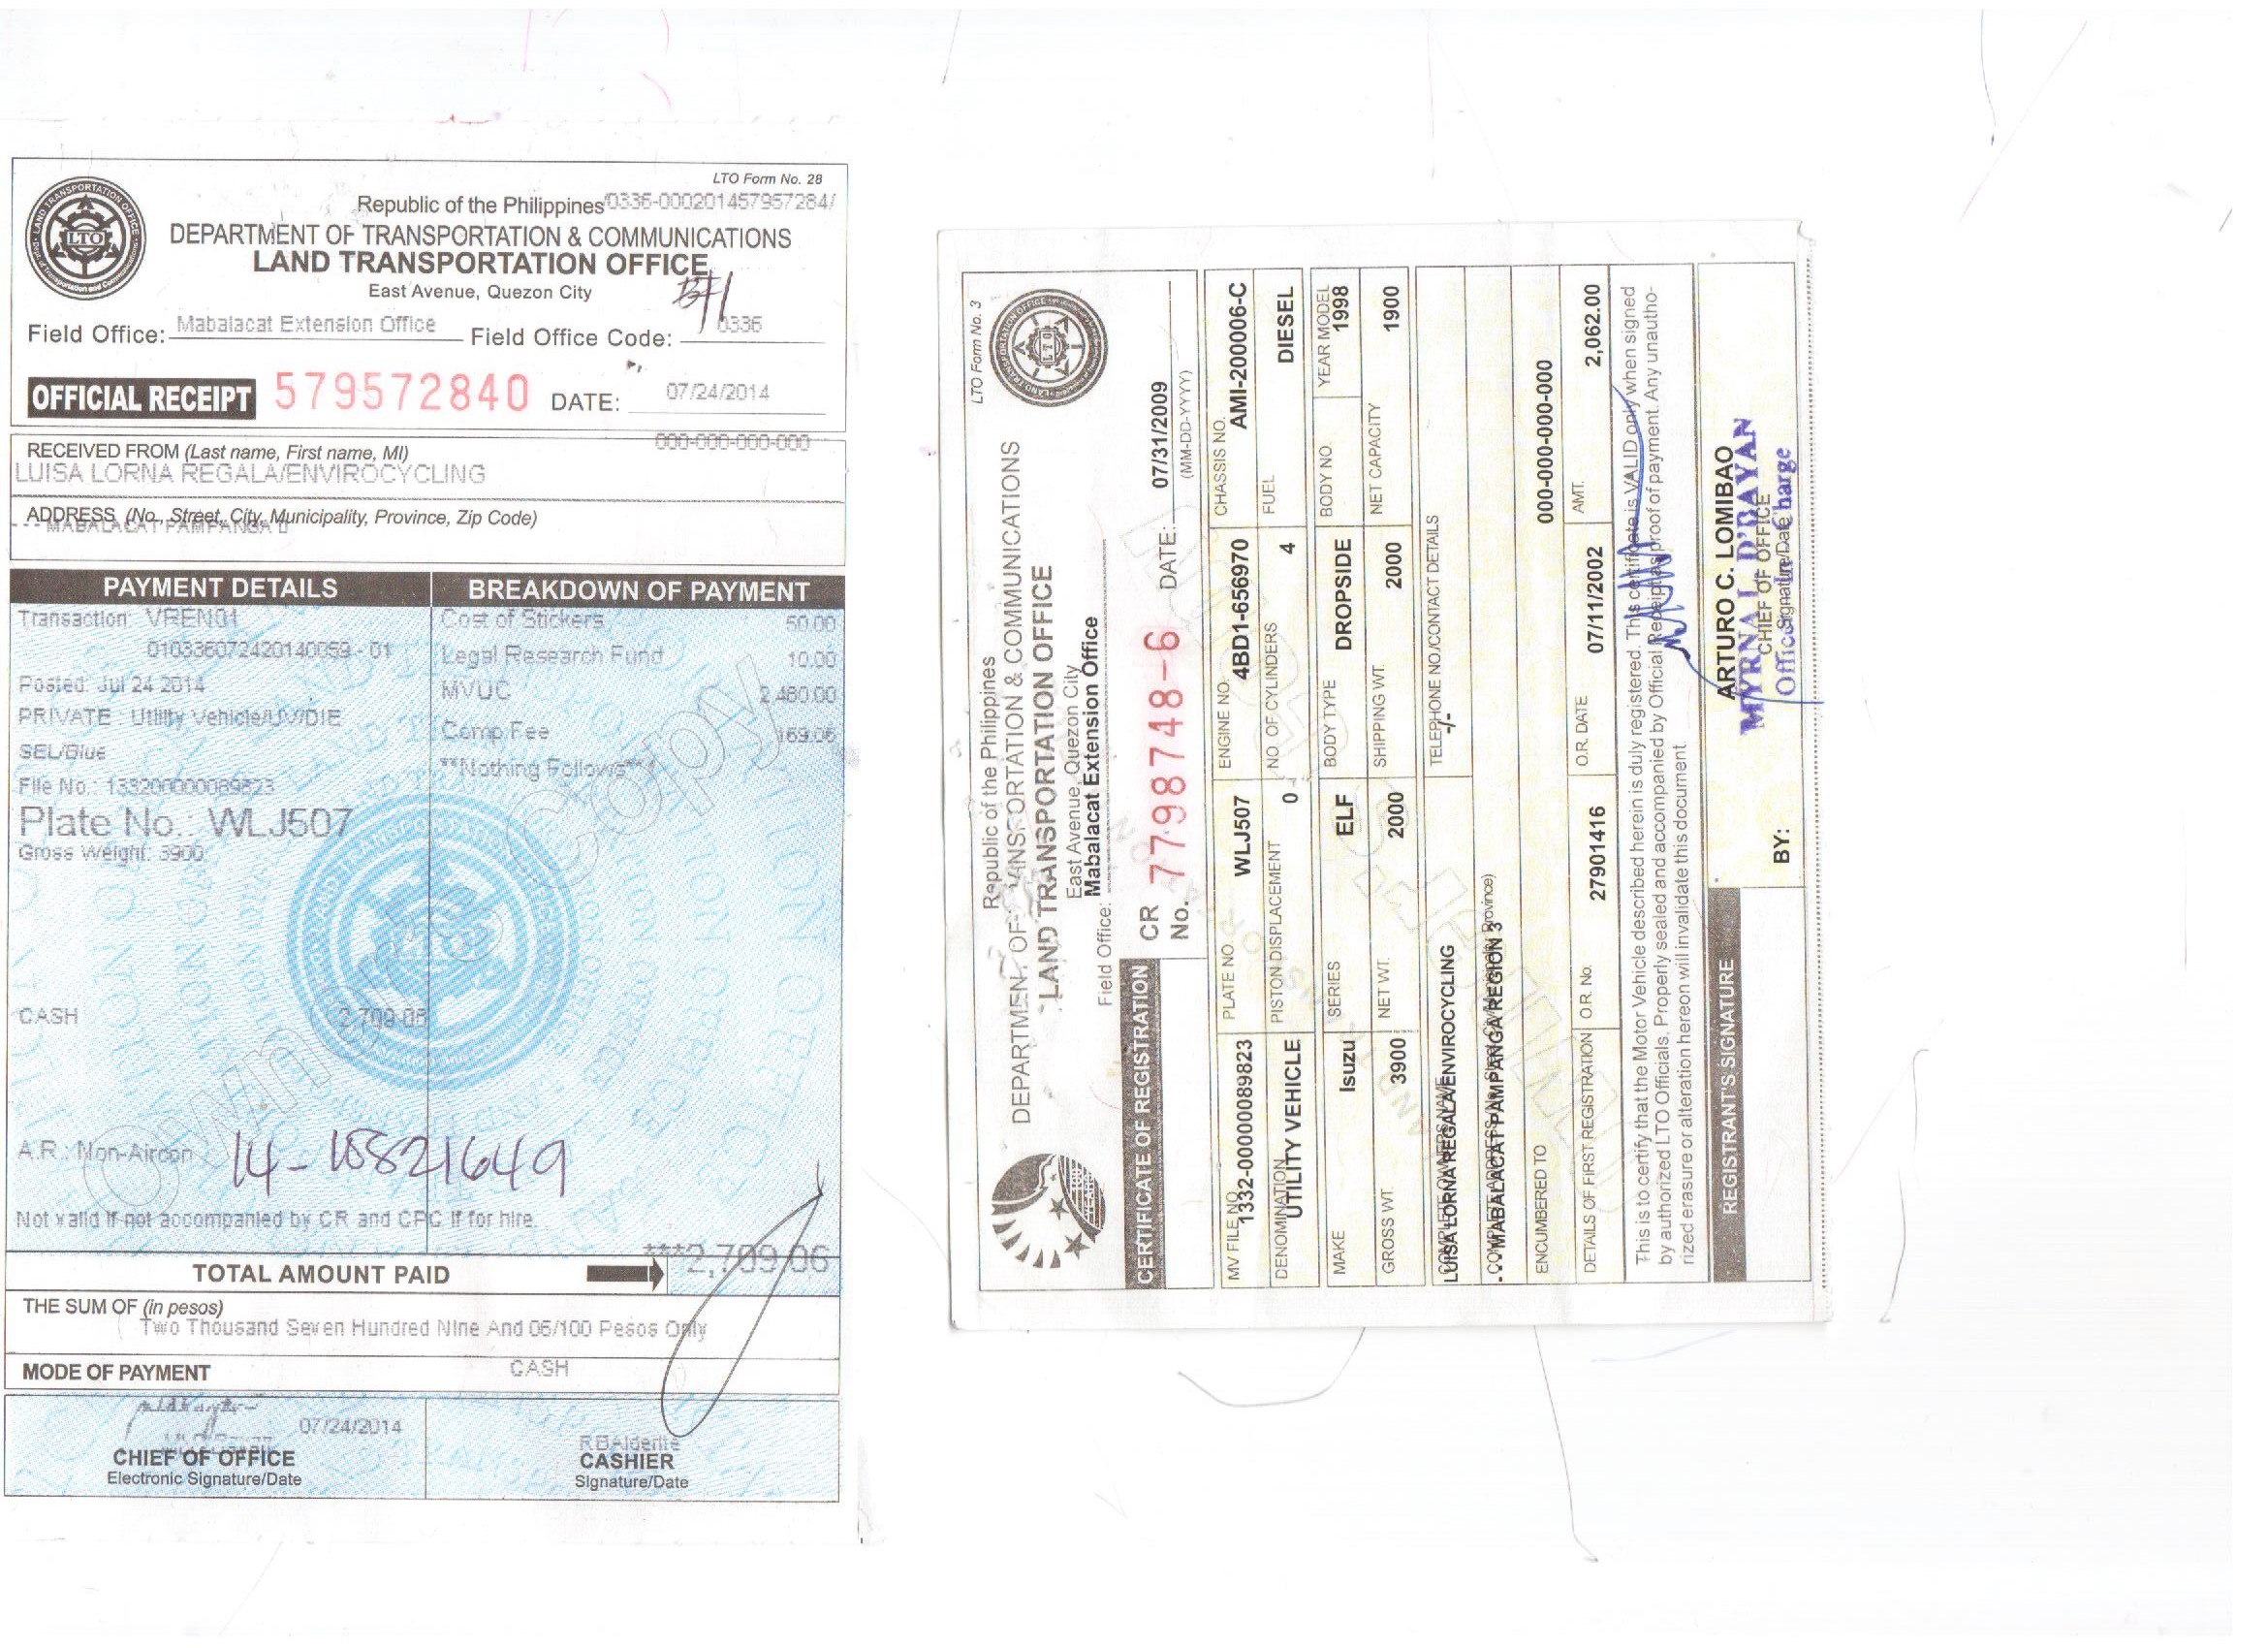 LTO Form No. 28
Republic of the Philippines /0336-000201457957284/
DEPARTMENT OF TRANSPORTATION & COMMUNICATIONS
LAND TRANSPORTATION OFFICE
East Avenue, Quezon City
Field Office: Mabalacat Extension Office Field Office Code: 0336
OFFICIAL RECEIPT 579572840 DATE: 07/24/2014
000-000-000-000
RECEIVED FROM (Last name, First name, MI)
LUISA LORNA REGALA/ENVIROCYCLING
ADDRESS (No., Street, City, Municipality, Province, Zip Code)
MABALACAT PAMPANGA
PAYMENT DETAILS
Transaction: VREN01
010336072420140059 - 01
Posted: Jul 24 2014
PRIVATE : Utility Vehicle/UV/DIE
SEL/Blue
File No.: 133200000089823
Plate No.: WLJ507
Gross Weight: 3900
CASH 2,709.06
A.R.: Non-Aircon
14-15821649
Not valid if not accompanied by CR and CPC if for hire.
BREAKDOWN OF PAYMENT
Cost of Stickers 50.00
Legal Research Fund 10.00
MVUC 2,480.00
Comp Fee 169.06
**Nothing Follows**
Owner's Copy
TOTAL AMOUNT PAID ***2,709.06
THE SUM OF (in pesos)
Two Thousand Seven Hundred Nine And 06/100 Pesos Only
MODE OF PAYMENT CASH
07/24/2014
CHIEF OF OFFICE
Electronic Signature/Date
RBAlderite
CASHIER
Signature/Date
LTO Form No. 3
Republic of the Philippines
DEPARTMENT OF TRANSPORTATION & COMMUNICATIONS
LAND TRANSPORTATION OFFICE
East Avenue, Quezon City
Field Office: Mabalacat Extension Office
CERTIFICATE OF REGISTRATION
CR No. 7798748-6 DATE: 07/31/2009
(MM-DD-YYYY)
MV FILE NO. 1332-00000089823
PLATE NO. WLJ507
ENGINE NO. 4BD1-656970
CHASSIS NO. AMI-200006-C
DENOMINATION UTILITY VEHICLE
PISTON DISPLACEMENT 0
NO. OF CYLINDERS 4
FUEL DIESEL
MAKE Isuzu
SERIES ELF
BODY TYPE DROPSIDE
BODY NO.
YEAR MODEL 1998
GROSS WT. 3900
NET WT. 2000
SHIPPING WT. 2000
NET CAPACITY 1900
COMPLETE OWNER'S NAME
LUISA LORNA REGALA/ENVIROCYCLING
TELEPHONE NO./CONTACT DETAILS
-/-
COMPLETE ADDRESS (No., Street, City, Municipality, Province)
MABALACAT PAMPANGA REGION 3
ENCUMBERED TO
000-000-000-000
DETAILS OF FIRST REGISTRATION
O.R. No. 27901416
O.R. DATE 07/11/2002
AMT. 2,062.00
This is to certify that the Motor Vehicle described herein is duly registered. This certificate is VALID only when signed
by authorized LTO Officials. Properly sealed and accompanied by Official Receipt as proof of payment. Any unautho-
rized erasure or alteration hereon will invalidate this document.
REGISTRANT'S SIGNATURE
ARTURO C. LOMIBAO
CHIEF OF OFFICE
BY:
MYRNA L D'DAYAN
Signature/Date
Officer In Charge